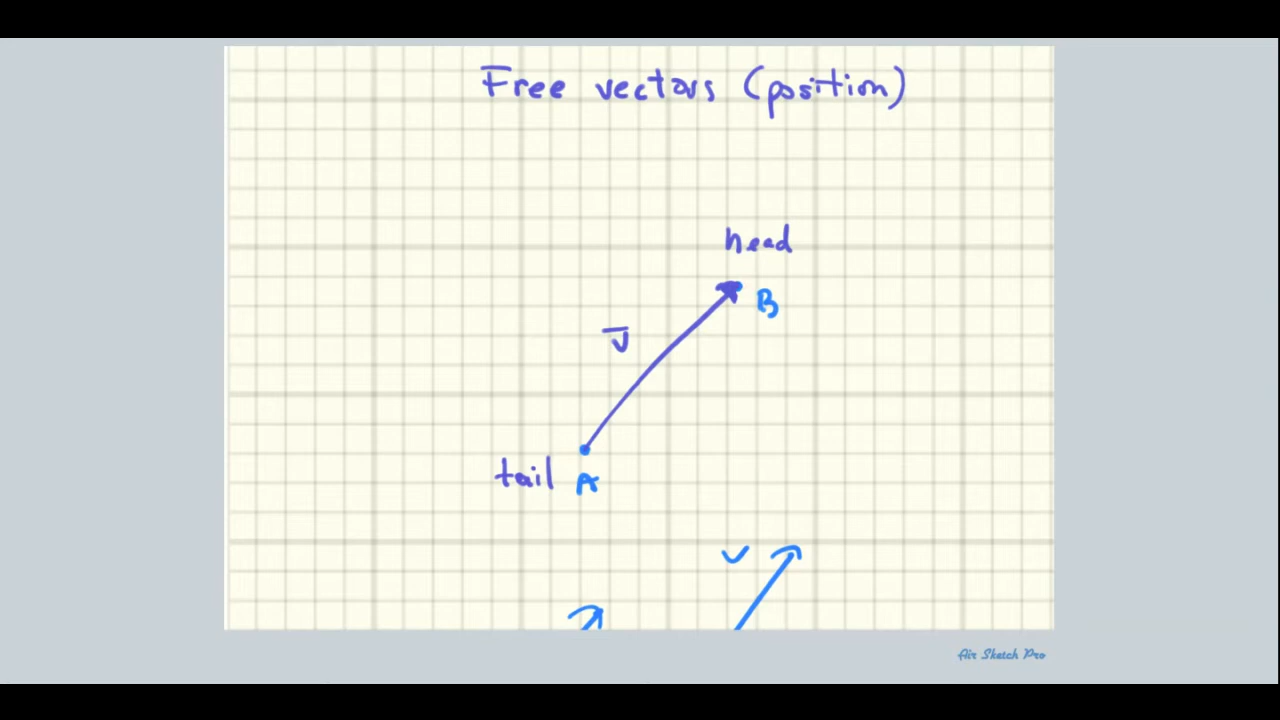 Free vectors (position)
head
B
v̅
tail A
v
Air Sketch Pro